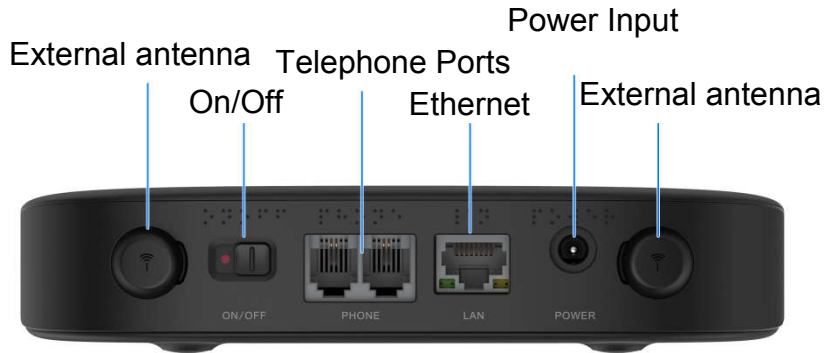 Power Input
External antenna
Telephone Ports
On/Off
Ethernet
External antenna
ON/OFF
PHONE
LAN
POWER